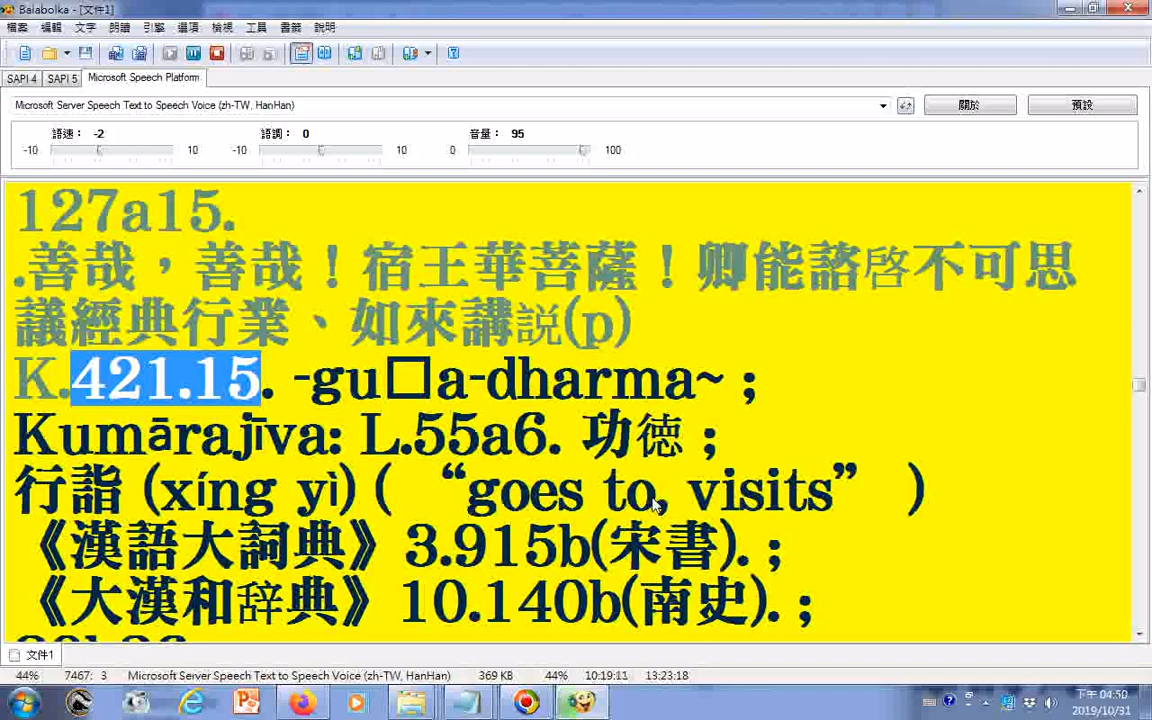 Balabolka - [文件1]
檔案 編輯 文字 朗讀 引擎 選項 檢視 工具 書籤 說明
SAPI 4 SAPI 5 Microsoft Speech Platform
Microsoft Server Speech Text to Speech Voice (zh-TW, HanHan) 關於 預設
語速： -2 語調： 0 音量： 95
-10 10 -10 10 0 100
127a15.
.善哉，善哉！宿王華菩薩！卿能諮啓不可思
議經典行業、如來講説(p)
K.421.15. -gu□a-dharma~ ;
Kumārajīva: L.55a6. 功徳 ;
行詣 (xíng yì) ( “goes to, visits” )
《漢語大詞典》 3.915b(宋書). ;
《大漢和辞典》 10.140b(南史). ;
文件1
44% 7467: 3 Microsoft Server Speech Text to Speech Voice (zh-TW, HanHan) 369 KB 44% 10:19:11 13:23:18
下午 04:50
2019/10/31